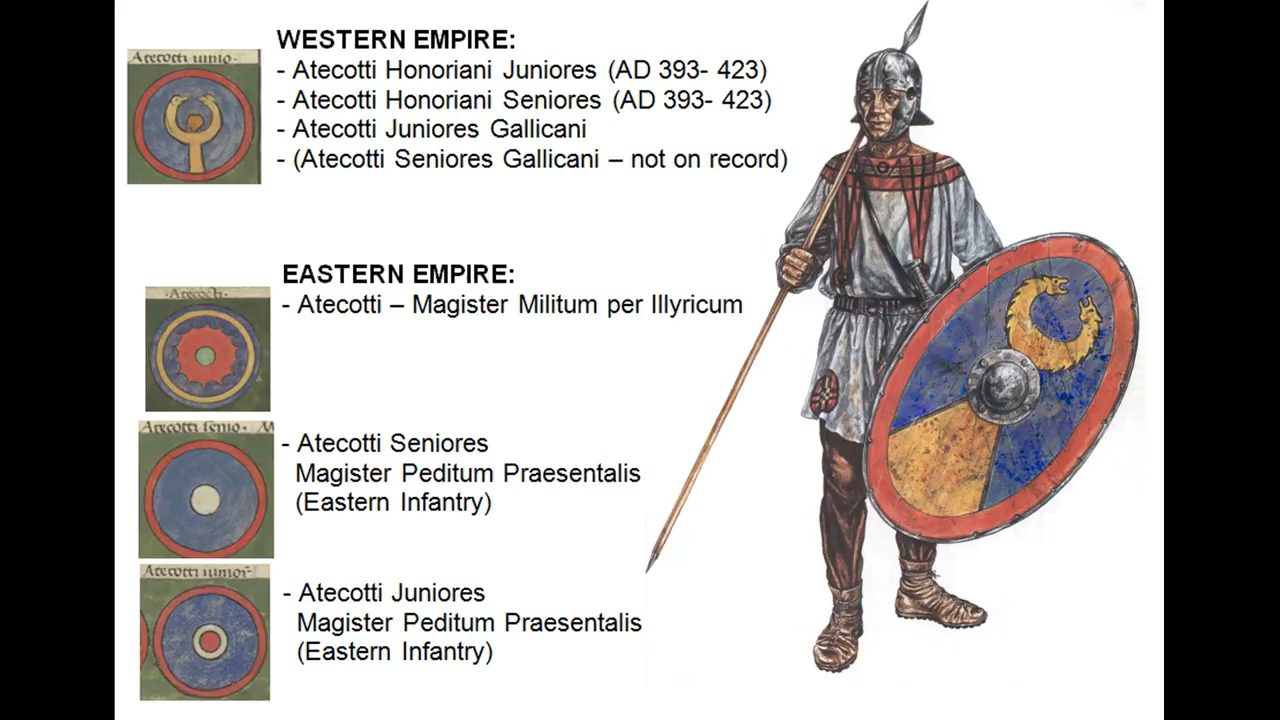 Atecotti iunio·
WESTERN EMPIRE:
- Atecotti Honoriani Juniores (AD 393- 423)
- Atecotti Honoriani Seniores (AD 393- 423)
- Atecotti Juniores Gallicani
- (Atecotti Seniores Gallicani – not on record)
EASTERN EMPIRE:
- Atecotti – Magister Militum per Illyricum
Atecotti senio·
- Atecotti Seniores
Magister Peditum Praesentalis
(Eastern Infantry)
Atecotti iunior
- Atecotti Juniores
Magister Peditum Praesentalis
(Eastern Infantry)